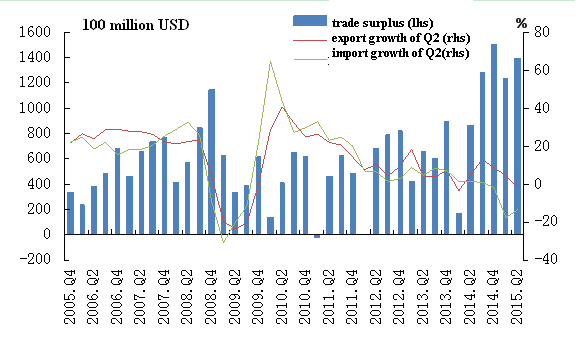 100 million USD
%
trade surplus (lhs)
export growth of Q2 (rhs)
import growth of Q2(rhs)
1600
1400
1200
1000
800
600
400
200
0
−200
80
60
40
20
0
−20
−40
2005.Q4
2006.Q2
2006.Q4
2007.Q2
2007.Q4
2008.Q2
2008.Q4
2009.Q2
2009.Q4
2010.Q2
2010.Q4
2011.Q2
2011.Q4
2012.Q2
2012.Q4
2013.Q2
2013.Q4
2014.Q2
2014.Q4
2015.Q2